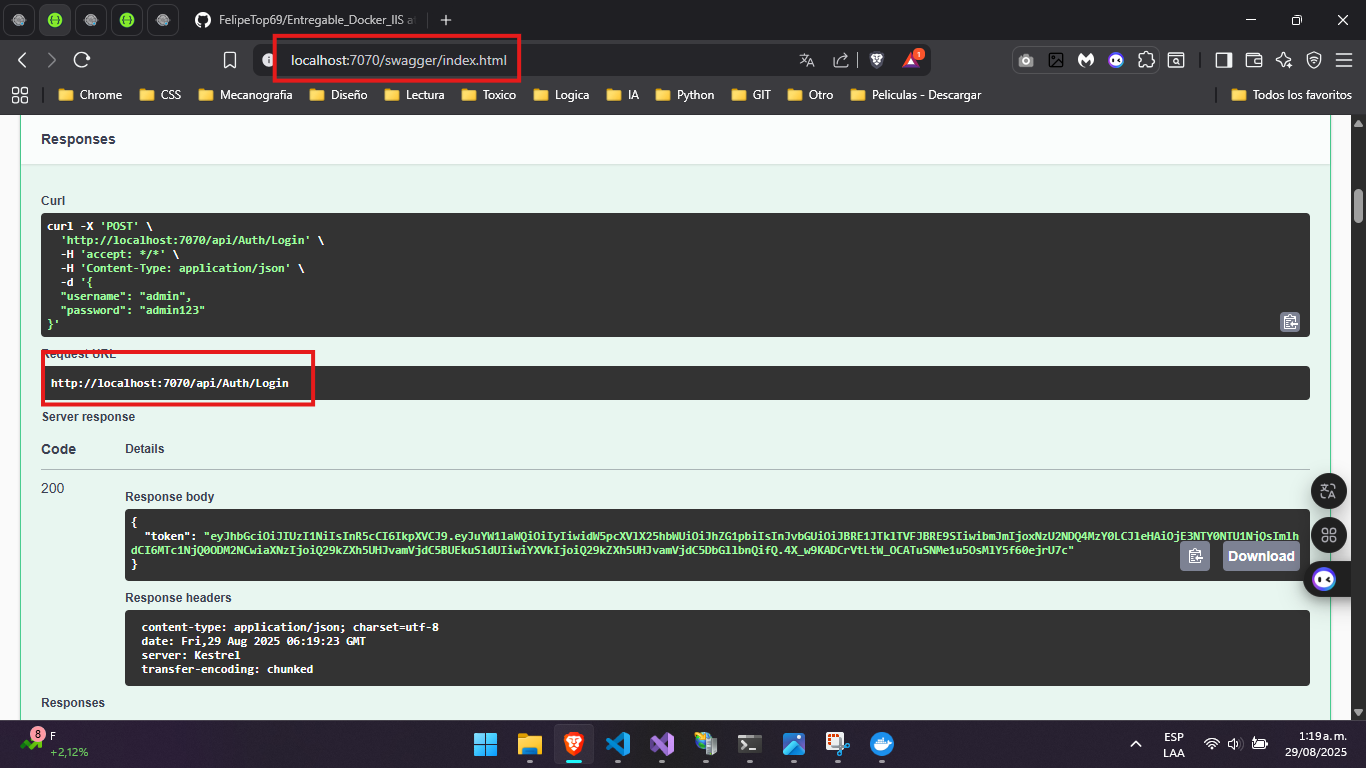 FelipeTop69/Entregable_Docker_IIS a
localhost:7070/swagger/index.html
1
Chrome CSS Mecanografia Diseño Lectura Toxico Logica IA Python GIT Otro Peliculas - Descargar Todos los favoritos
Responses
Curl
curl -X 'POST' \
'http://localhost:7070/api/Auth/Login' \
-H 'accept: */*' \
-H 'Content-Type: application/json' \
-d '{
"username": "admin",
"password": "admin123"
}'
Request URL
http://localhost:7070/api/Auth/Login
Server response
Code Details
200
Response body
{
"token":
}
Download
Response headers
content-type: application/json; charset=utf-8
date: Fri,29 Aug 2025 06:19:23 GMT
server: Kestrel
transfer-encoding: chunked
Responses
8
F
+2,12%
ESP
LAA
1:19 a. m.
29/08/2025